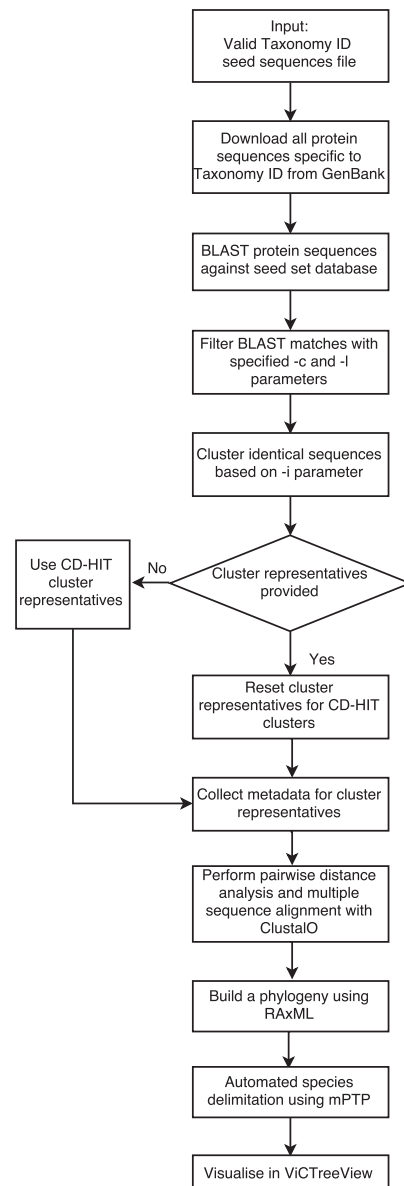 Input:
Valid Taxonomy ID
seed sequences file
Download all protein
sequences specific to
Taxonomy ID from GenBank
BLAST protein sequences
against seed set database
Filter BLAST matches with
specified -c and -l
parameters
Cluster identical sequences
based on -i parameter
Cluster representatives
provided
No
Use CD-HIT
cluster
representatives
Yes
Reset cluster
representatives for CD-HIT
clusters
Collect metadata for cluster
representatives
Perform pairwise distance
analysis and multiple
sequence alignment with
ClustalO
Build a phylogeny using
RAxML
Automated species
delimitation using mPTP
Visualise in ViCTreeView